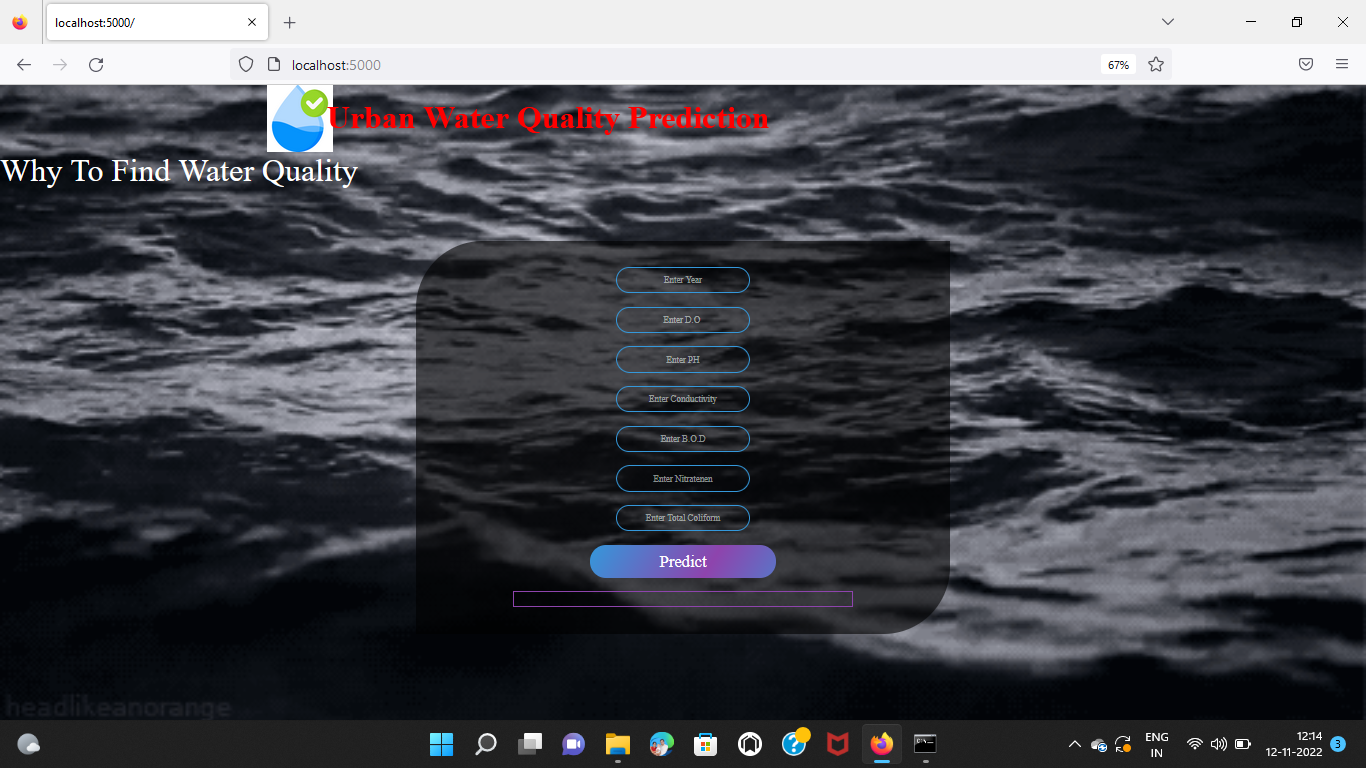 localhost:5000/
localhost:5000
67%
Urban Water Quality Prediction
Why To Find Water Quality
Enter Year
Enter D.O
Enter PH
Enter Conductivity
Enter B.O.D
Enter Nitratenen
Enter Total Coliform
Predict
headlikeanorange
ENG
IN
12:14
12-11-2022
3